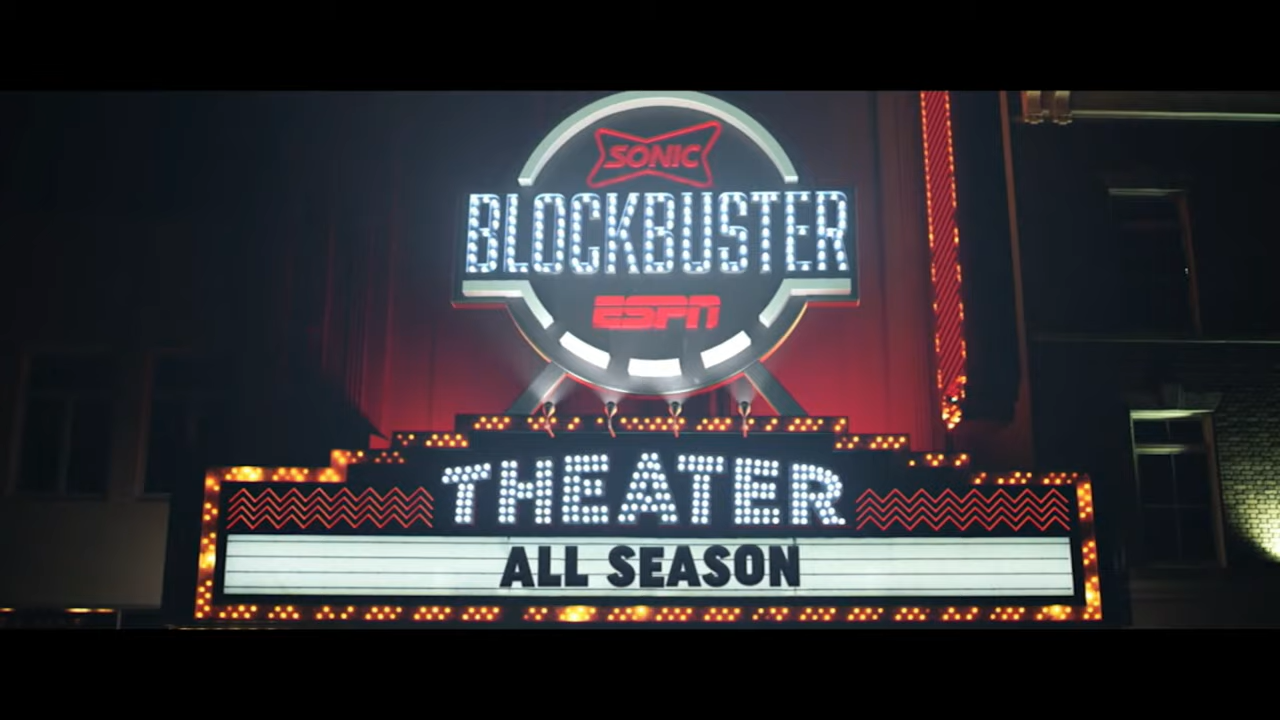 SONIC
BLOCKBUSTER
ESPN
THEATER
ALL SEASON